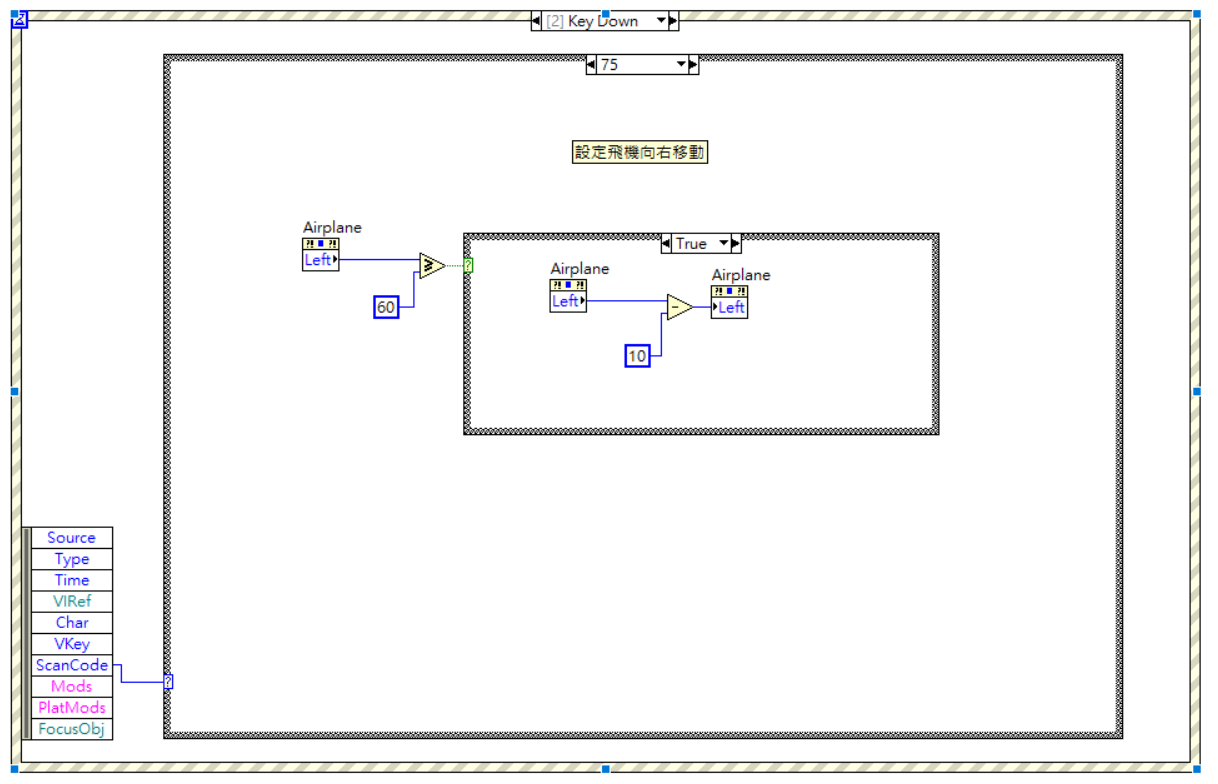 [2] Key Down
75
設定飛機向右移動
Airplane
Left
60
True
Airplane
Left
10
Airplane
Left
Source
Type
Time
VIRef
Char
VKey
ScanCode
Mods
PlatMods
FocusObj